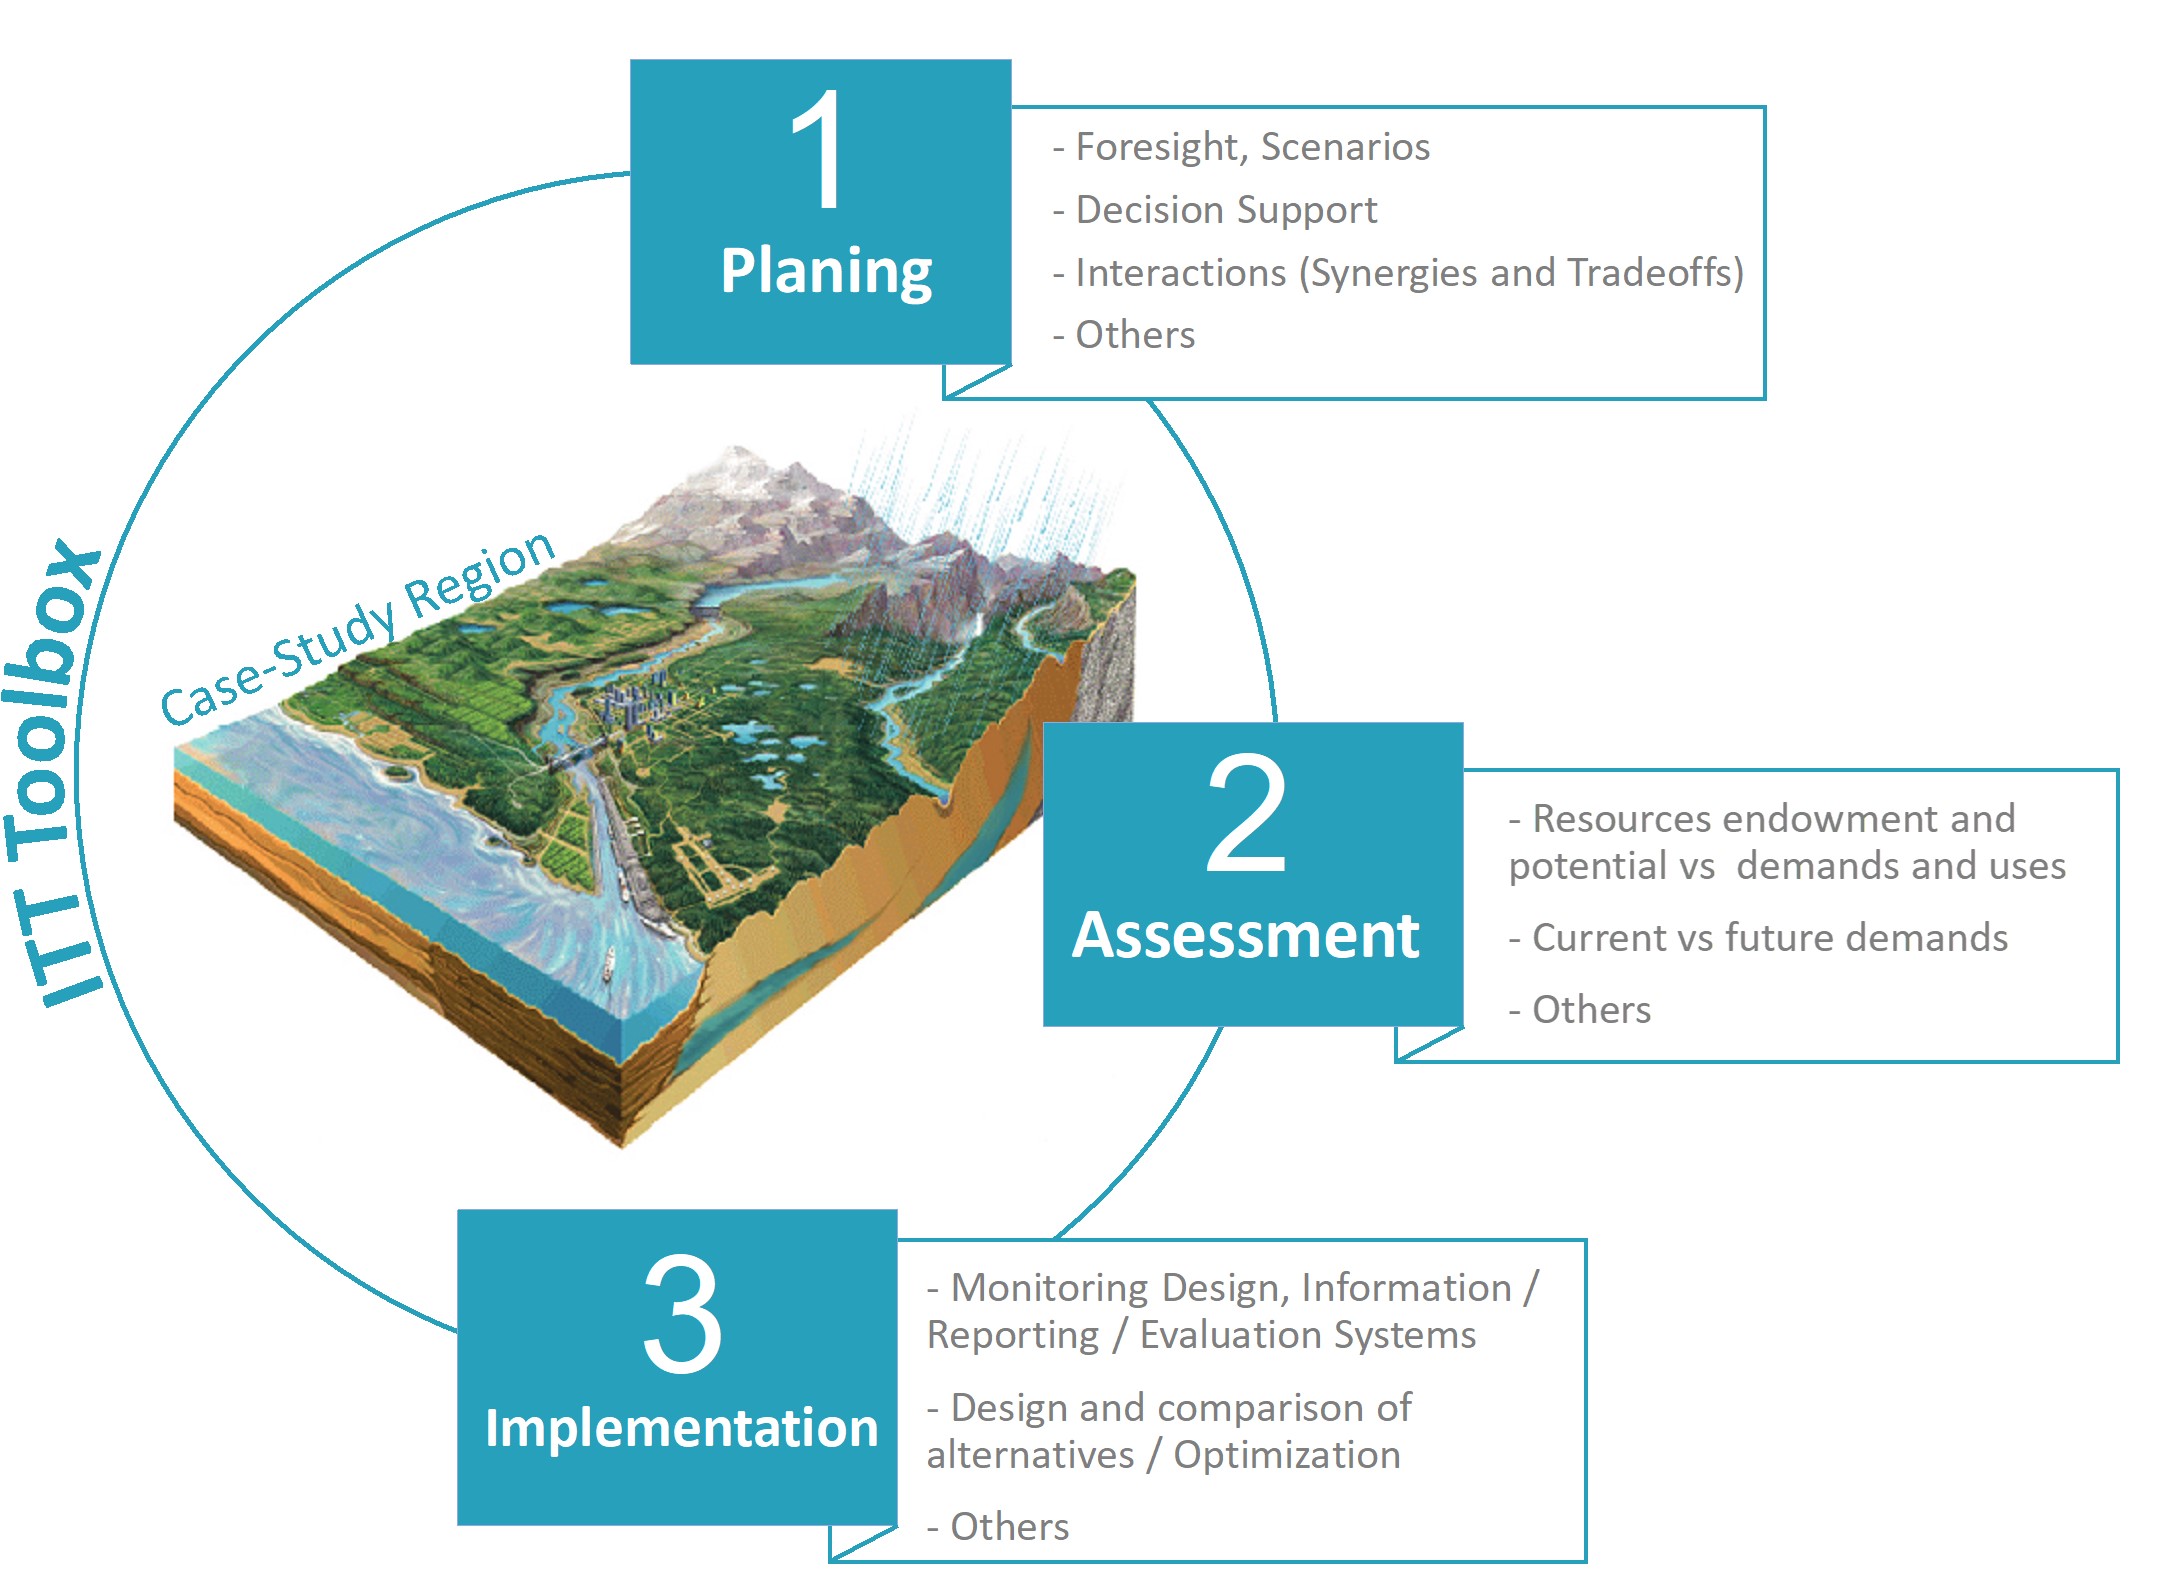 1
Planing
- Foresight, Scenarios
- Decision Support
- Interactions (Synergies and Tradeoffs)
- Others
ITT Toolbox
Case-Study Region
2
Assessment
- Resources endowment and
potential vs  demands and uses
- Current vs future demands
- Others
3
Implementation
- Monitoring Design, Information /
Reporting / Evaluation Systems
- Design and comparison of
alternatives / Optimization
- Others